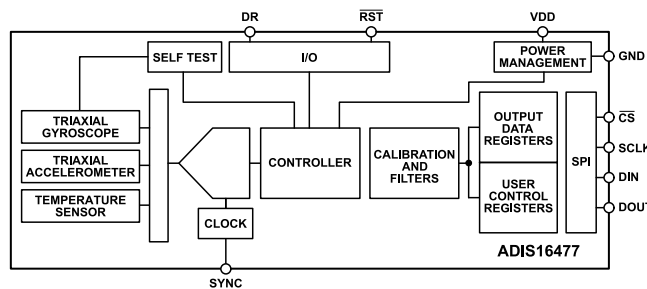 DR
RST
VDD
SELF TEST
I/O
POWER
MANAGEMENT
GND
TRIAXIAL
GYROSCOPE
TRIAXIAL
ACCELEROMETER
TEMPERATURE
SENSOR
CONTROLLER
CALIBRATION
AND
FILTERS
OUTPUT
DATA
REGISTERS
USER
CONTROL
REGISTERS
SPI
CS
SCLK
DIN
DOUT
CLOCK
ADIS16477
SYNC